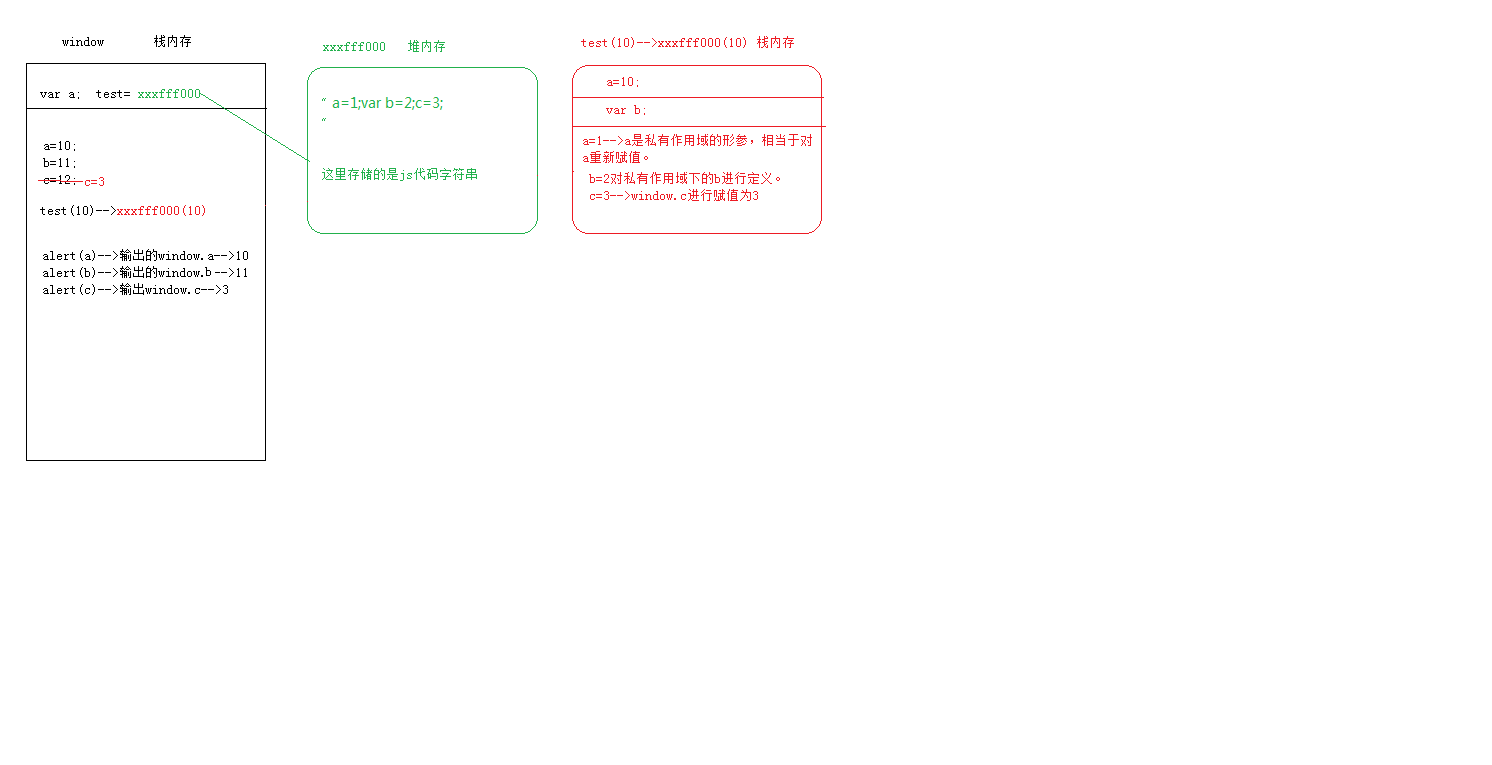 window 栈内存
var a; test= xxxfff000
a=10;
b=11;
c=12; c=3
test(10)-->xxxfff000(10)
alert(a)-->输出的window.a-->10
alert(b)-->输出的window.b-->11
alert(c)-->输出window.c-->3
xxxfff000 堆内存
“ a=1;var b=2;c=3;
“
这里存储的是js代码字符串
test(10)-->xxxfff000(10) 栈内存
a=10;
var b;
a=1-->a是私有作用域的形参，相当于对
a重新赋值。
b=2对私有作用域下的b进行定义。
c=3-->window.c进行赋值为3